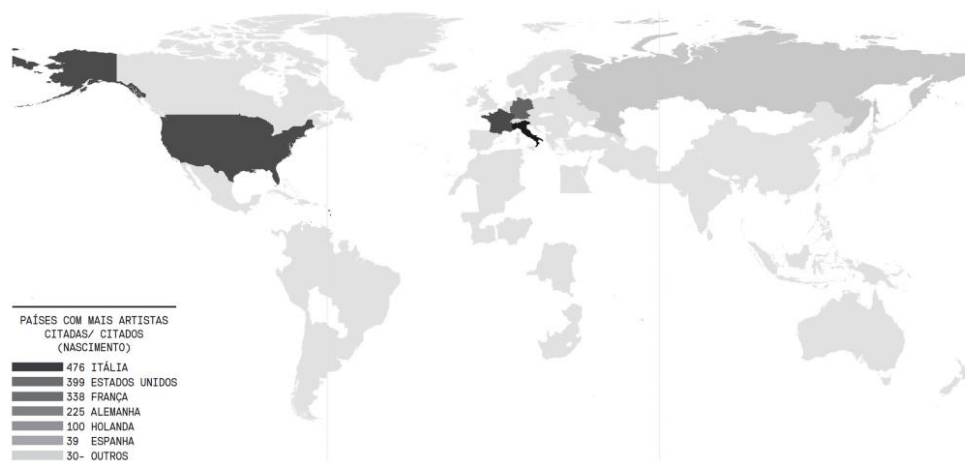 PAÍSES COM MAIS ARTISTAS
CITADAS/ CITADOS
(NASCIMENTO)
476 ITÁLIA
399 ESTADOS UNIDOS
338 FRANÇA
225 ALEMANHA
100 HOLANDA
39 ESPANHA
30- OUTROS